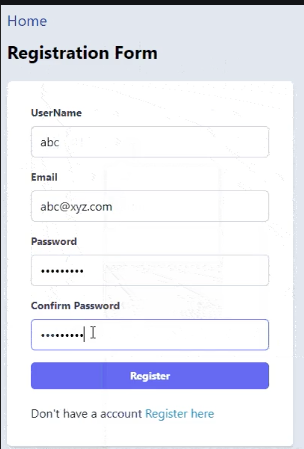 Home
Registration Form
UserName
abc
Email
abc@xyz.com
Password
•••••••••
Confirm Password
•••••••••
Register
Don't have a account Register here